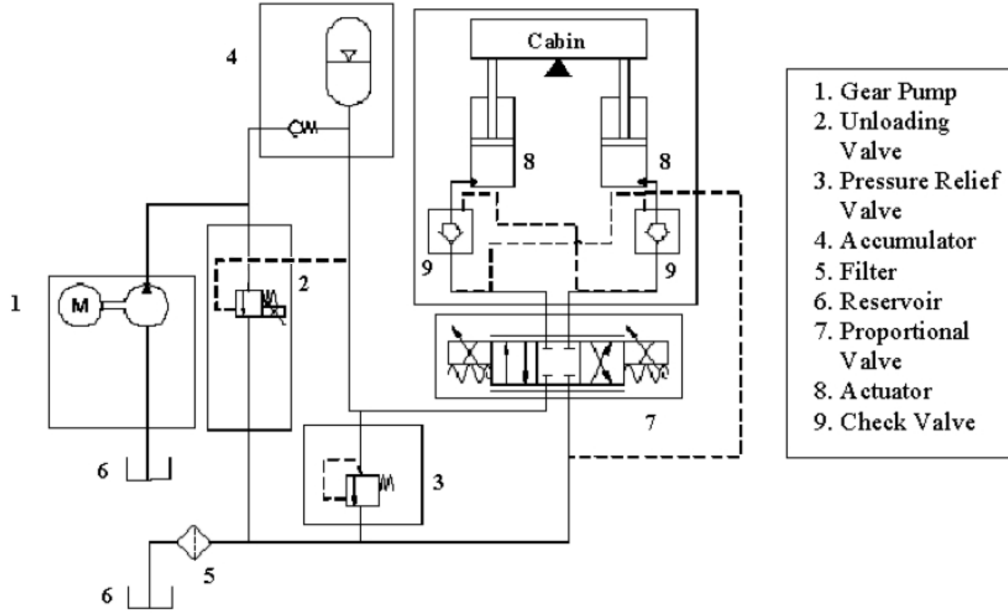 4
Cabin
8
8
9
9
1
M
2
7
3
6
5
6
1. Gear Pump
2. Unloading
Valve
3. Pressure Relief
Valve
4. Accumulator
5. Filter
6. Reservoir
7. Proportional
Valve
8. Actuator
9. Check Valve